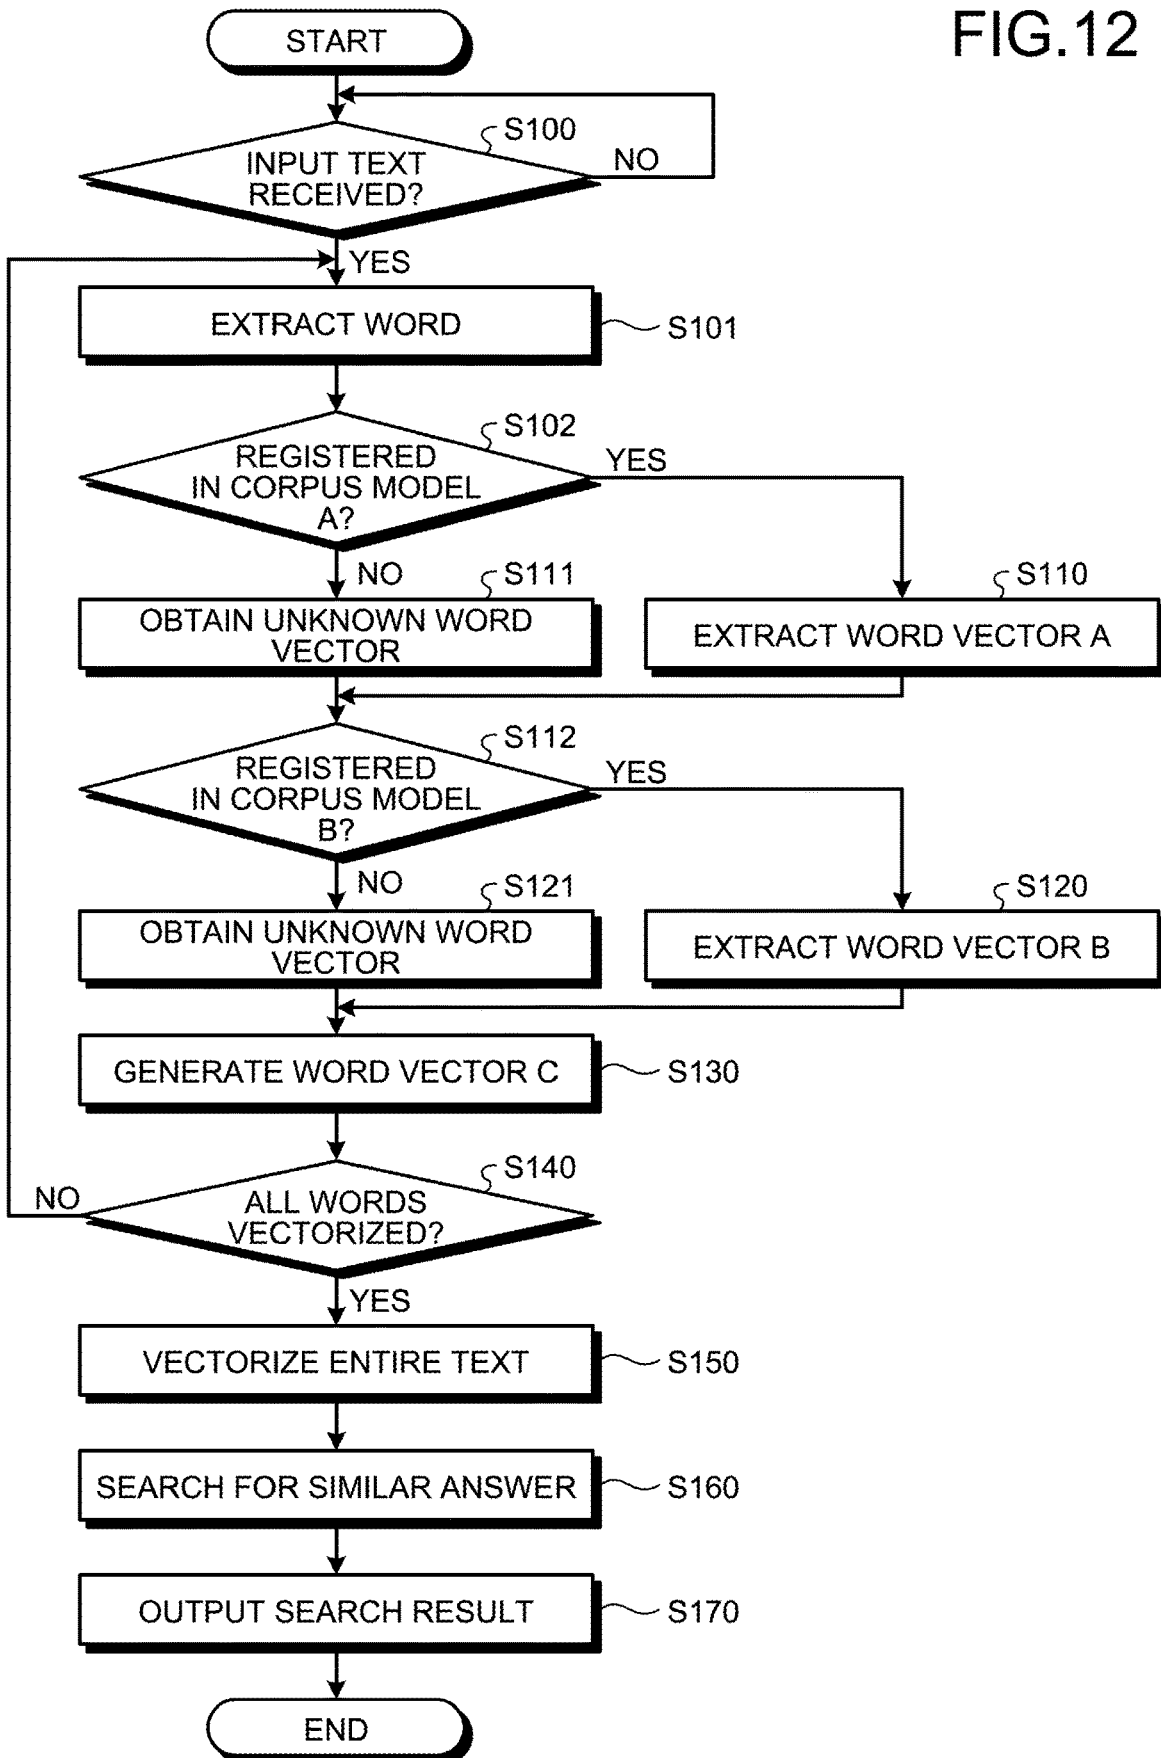 FIG.12
START
S100
INPUT TEXT
RECEIVED?
NO
YES
EXTRACT WORD
S101
S102
REGISTERED
IN CORPUS MODEL
A?
YES
NO
S111
OBTAIN UNKNOWN WORD
VECTOR
S110
EXTRACT WORD VECTOR A
S112
REGISTERED
IN CORPUS MODEL
B?
YES
NO
S121
OBTAIN UNKNOWN WORD
VECTOR
S120
EXTRACT WORD VECTOR B
GENERATE WORD VECTOR C
S130
S140
ALL WORDS
VECTORIZED?
NO
YES
VECTORIZE ENTIRE TEXT
S150
SEARCH FOR SIMILAR ANSWER
S160
OUTPUT SEARCH RESULT
S170
END